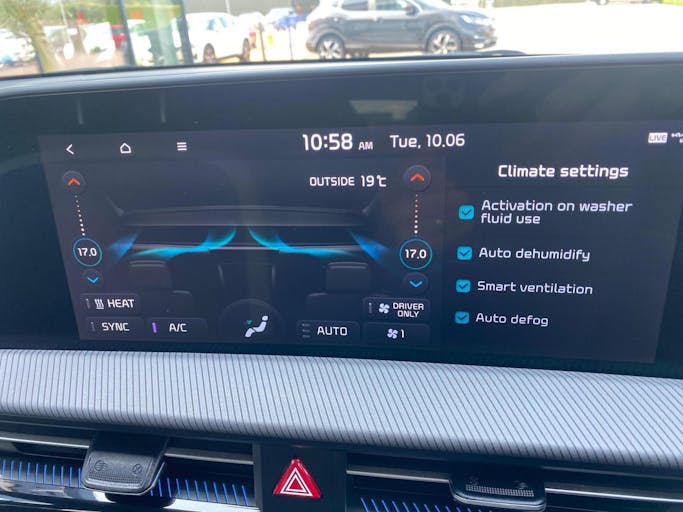 10:58 AM Tue, 10.06
LIVE
OUTSIDE 19℃
Climate settings
Activation on washer
fluid use
Auto dehumidify
Smart ventilation
Auto defog
17.0
17.0
HEAT
DRIVER
ONLY
SYNC
A/C
AUTO
1